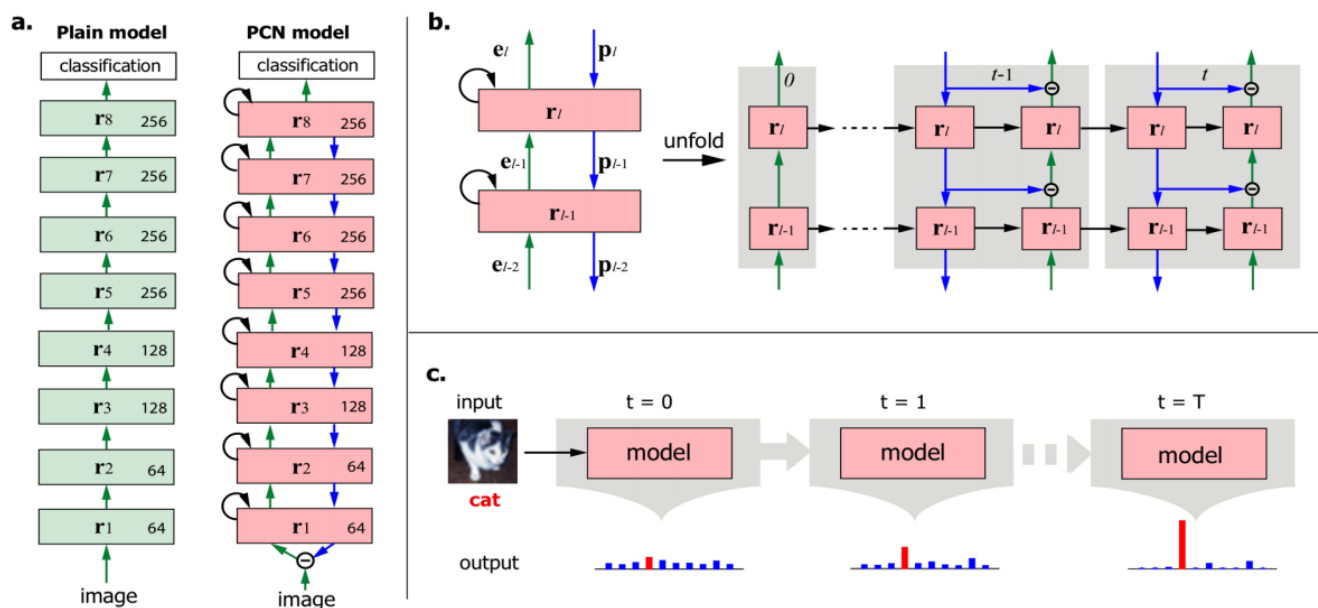 a.
Plain model
PCN model
classification
classification
r8 256
r8 256
r7 256
r7 256
r6 256
r6 256
r5 256
r5 256
r4 128
r4 128
r3 128
r3 128
r2 64
r2 64
r1 64
r1 64
−
image
image
b.
el
pl
rl
el-1
pl-1
rl-1
el-2
pl-2
unfold
0
t-1
t
− −
rl rl rl rl rl
− −
rl-1 rl-1 rl-1 rl-1 rl-1
c.
input
t = 0
t = 1
t = T
model
model
model
cat
output